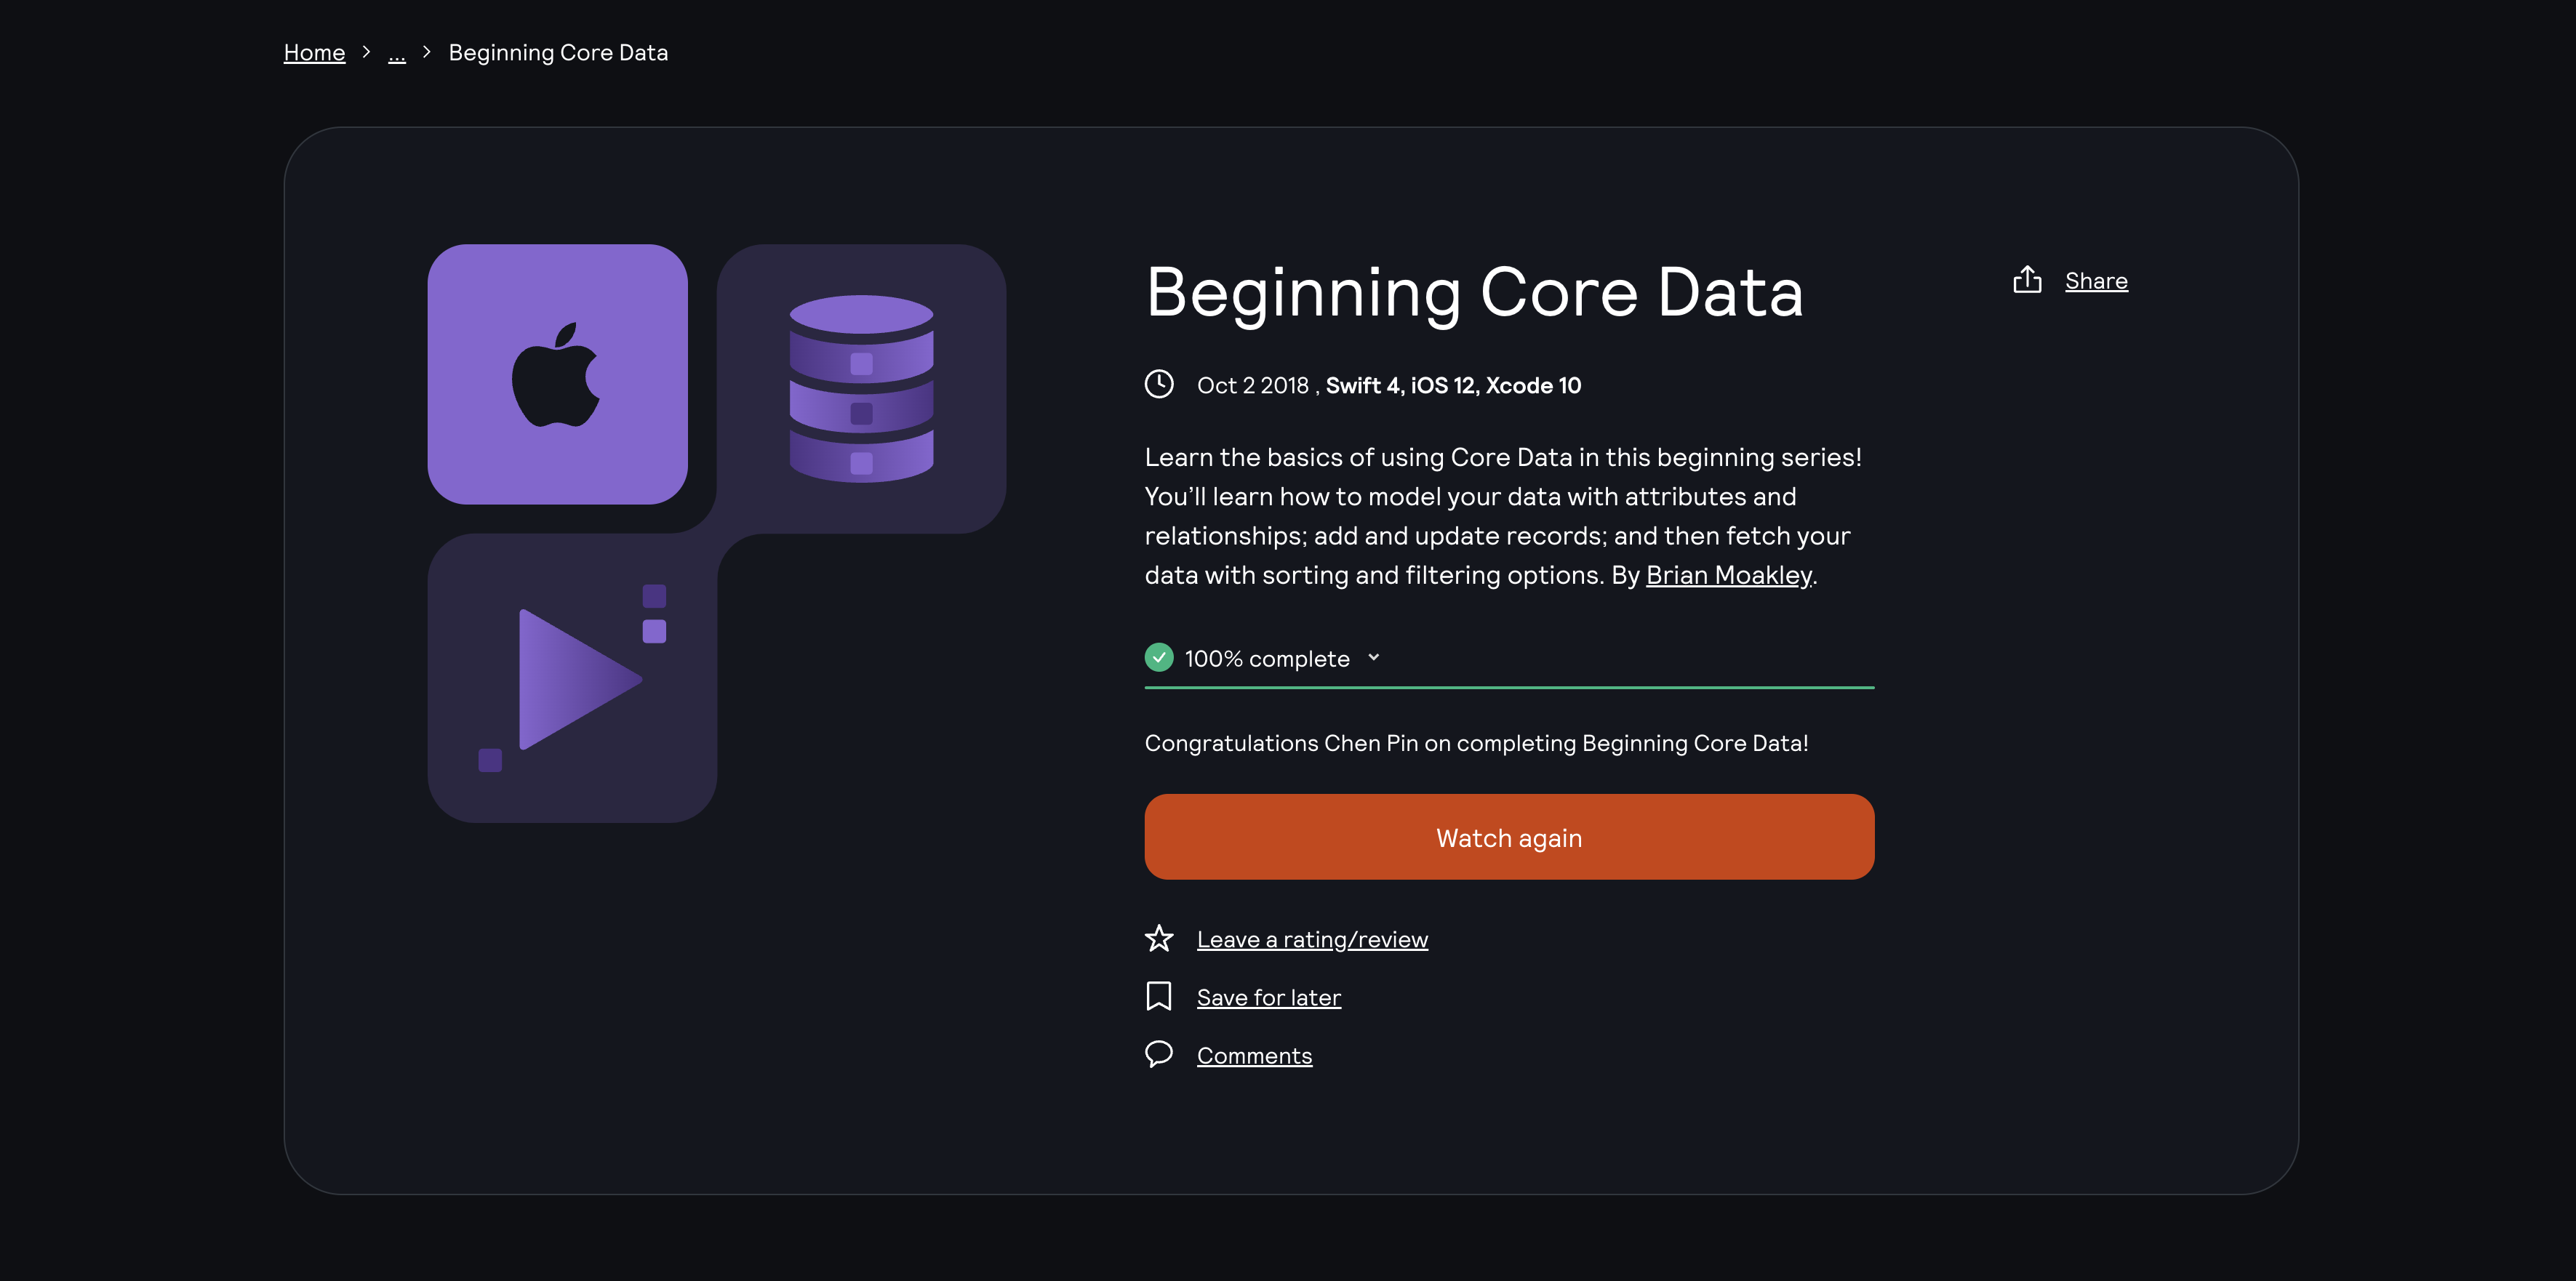 Home > ... > Beginning Core Data
Beginning Core Data
Share
Oct 2 2018 , Swift 4, iOS 12, Xcode 10
Learn the basics of using Core Data in this beginning series!
You’ll learn how to model your data with attributes and
relationships; add and update records; and then fetch your
data with sorting and filtering options. By Brian Moakley.
100% complete
Congratulations Chen Pin on completing Beginning Core Data!
Watch again
Leave a rating/review
Save for later
Comments